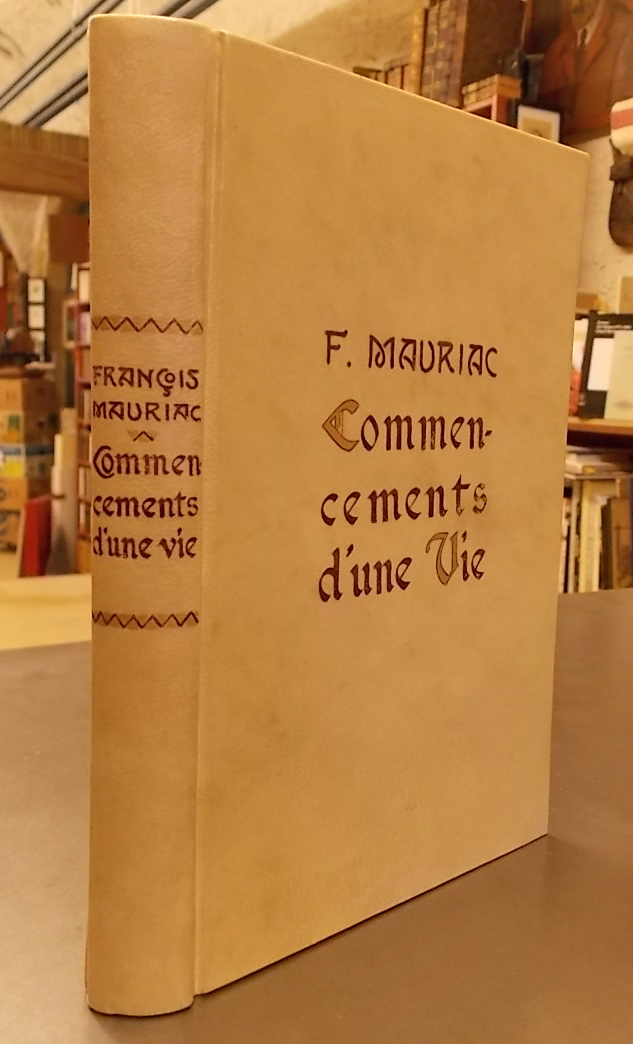 FRANÇOIS
MAURIAC
Commen
cements
d'une vie
F. MAURIAC
Commen-
cements
d'une Vie